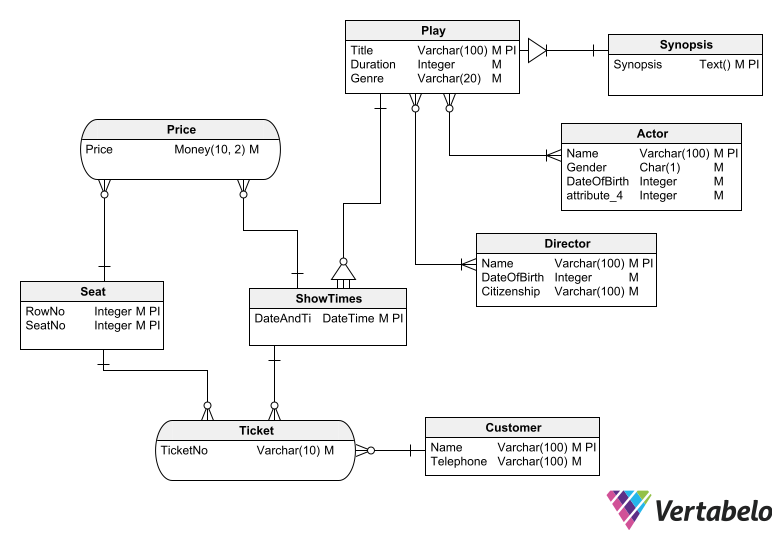 Play
Title Varchar(100) M PI
Duration Integer M
Genre Varchar(20) M
Synopsis
Synopsis Text() M PI
Price
Price Money(10, 2) M
Actor
Name Varchar(100) M PI
Gender Char(1) M
DateOfBirth Integer M
attribute_4 Integer M
Director
Name Varchar(100) M PI
DateOfBirth Integer M
Citizenship Varchar(100) M
Seat
RowNo Integer M PI
SeatNo Integer M PI
ShowTimes
DateAndTi DateTime M PI
Ticket
TicketNo Varchar(10) M
Customer
Name Varchar(100) M PI
Telephone Varchar(100) M
Vertabelo